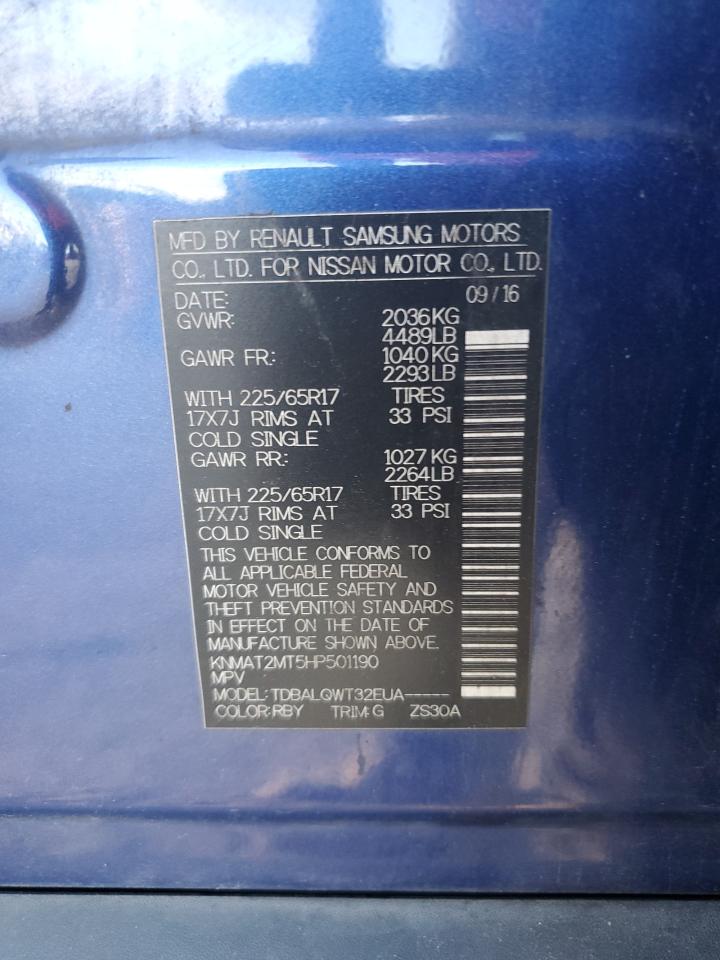 MFD BY RENAULT SAMSUNG MOTORS
CO., LTD. FOR NISSAN MOTOR CO., LTD.
DATE: 09/16
GVWR: 2036KG
4489LB
GAWR FR.: 1040KG
2293LB
WITH 225/65R17 TIRES
17X7J RIMS AT 33 PSI
COLD SINGLE
GAWR RR.: 1027KG
2264LB
WITH 225/65R17 TIRES
17X7J RIMS AT 33 PSI
COLD SINGLE
THIS VEHICLE CONFORMS TO
ALL APPLICABLE FEDERAL
MOTOR VEHICLE SAFETY AND
THEFT PREVENTION STANDARDS
IN EFFECT ON THE DATE OF
MANUFACTURE SHOWN ABOVE.
KNMAT2MT5HP501190
MPV
MODEL: TDBALQWT32EUA-----
COLOR:RBY TRIM:G ZS30A